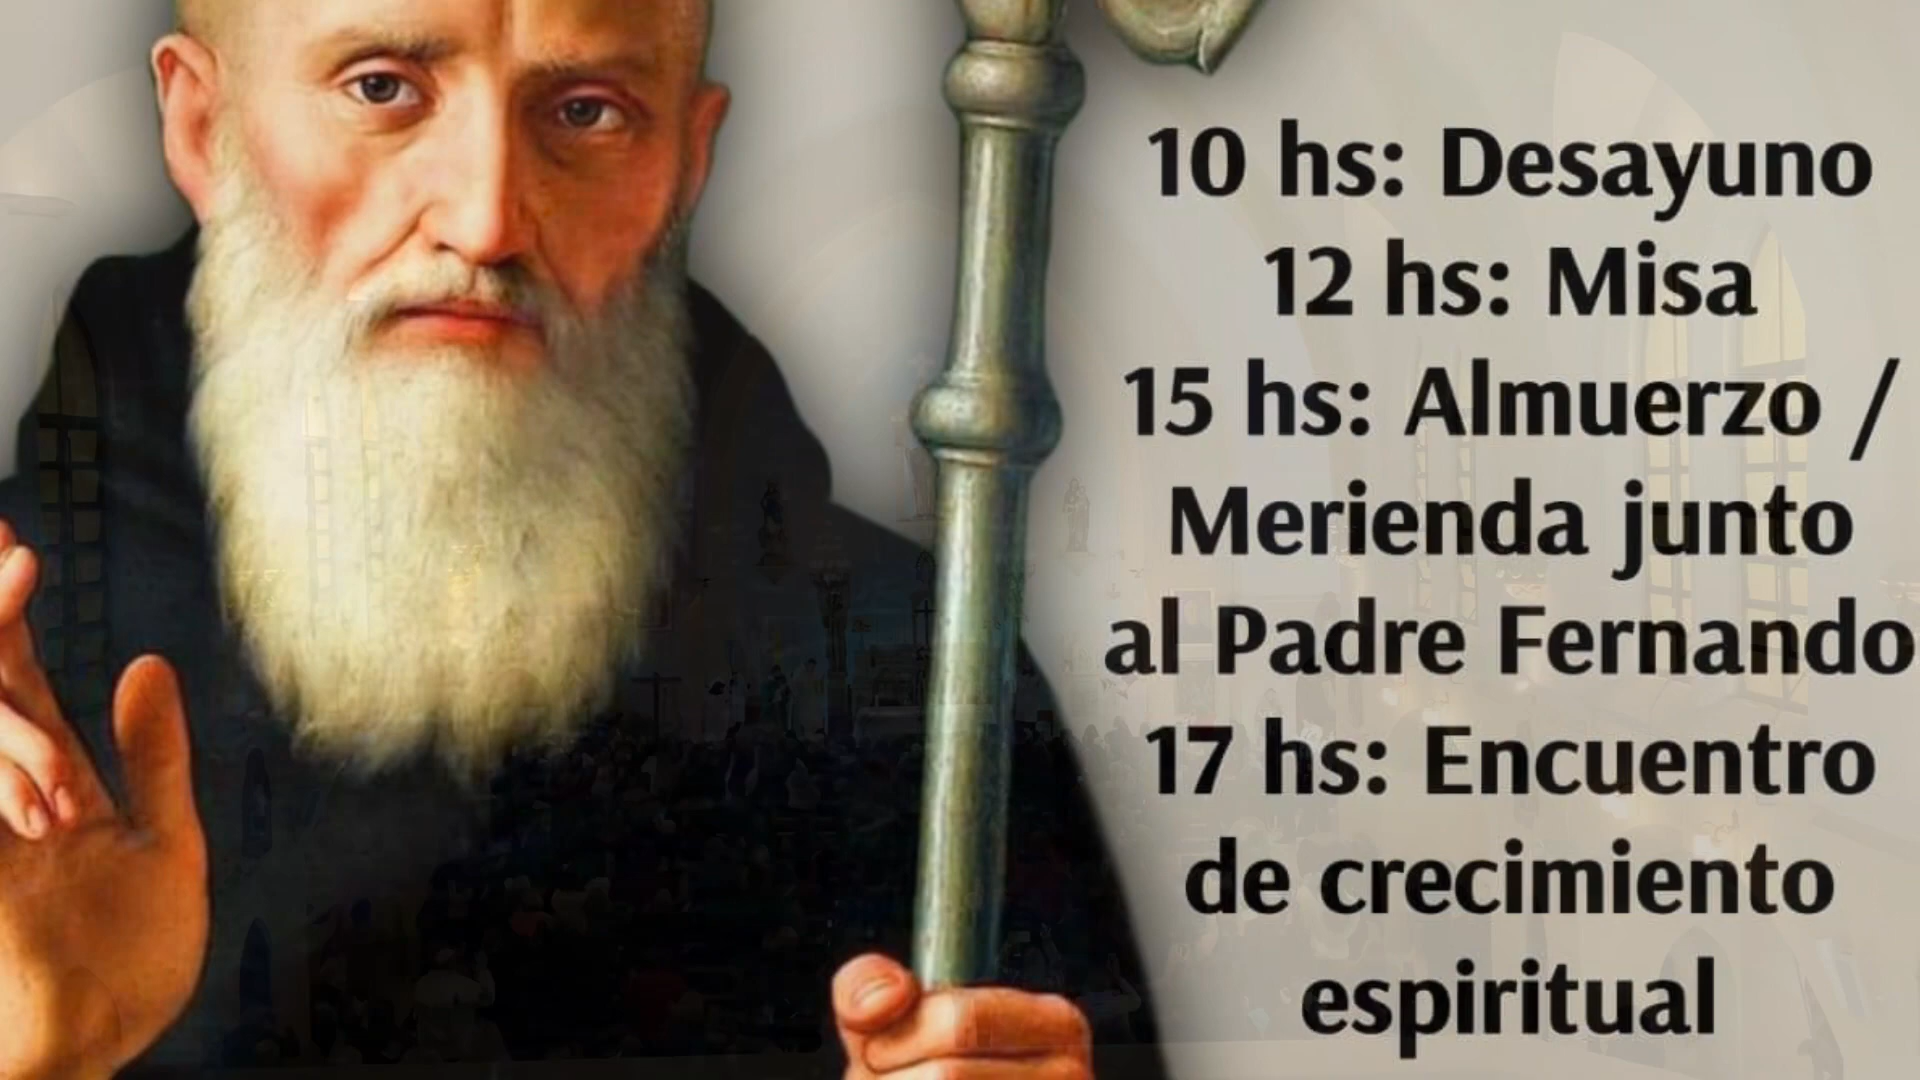 10 hs: Desayuno
12 hs: Misa
15 hs: Almuerzo /
Merienda junto
al Padre Fernando
17 hs: Encuentro
de crecimiento
espiritual